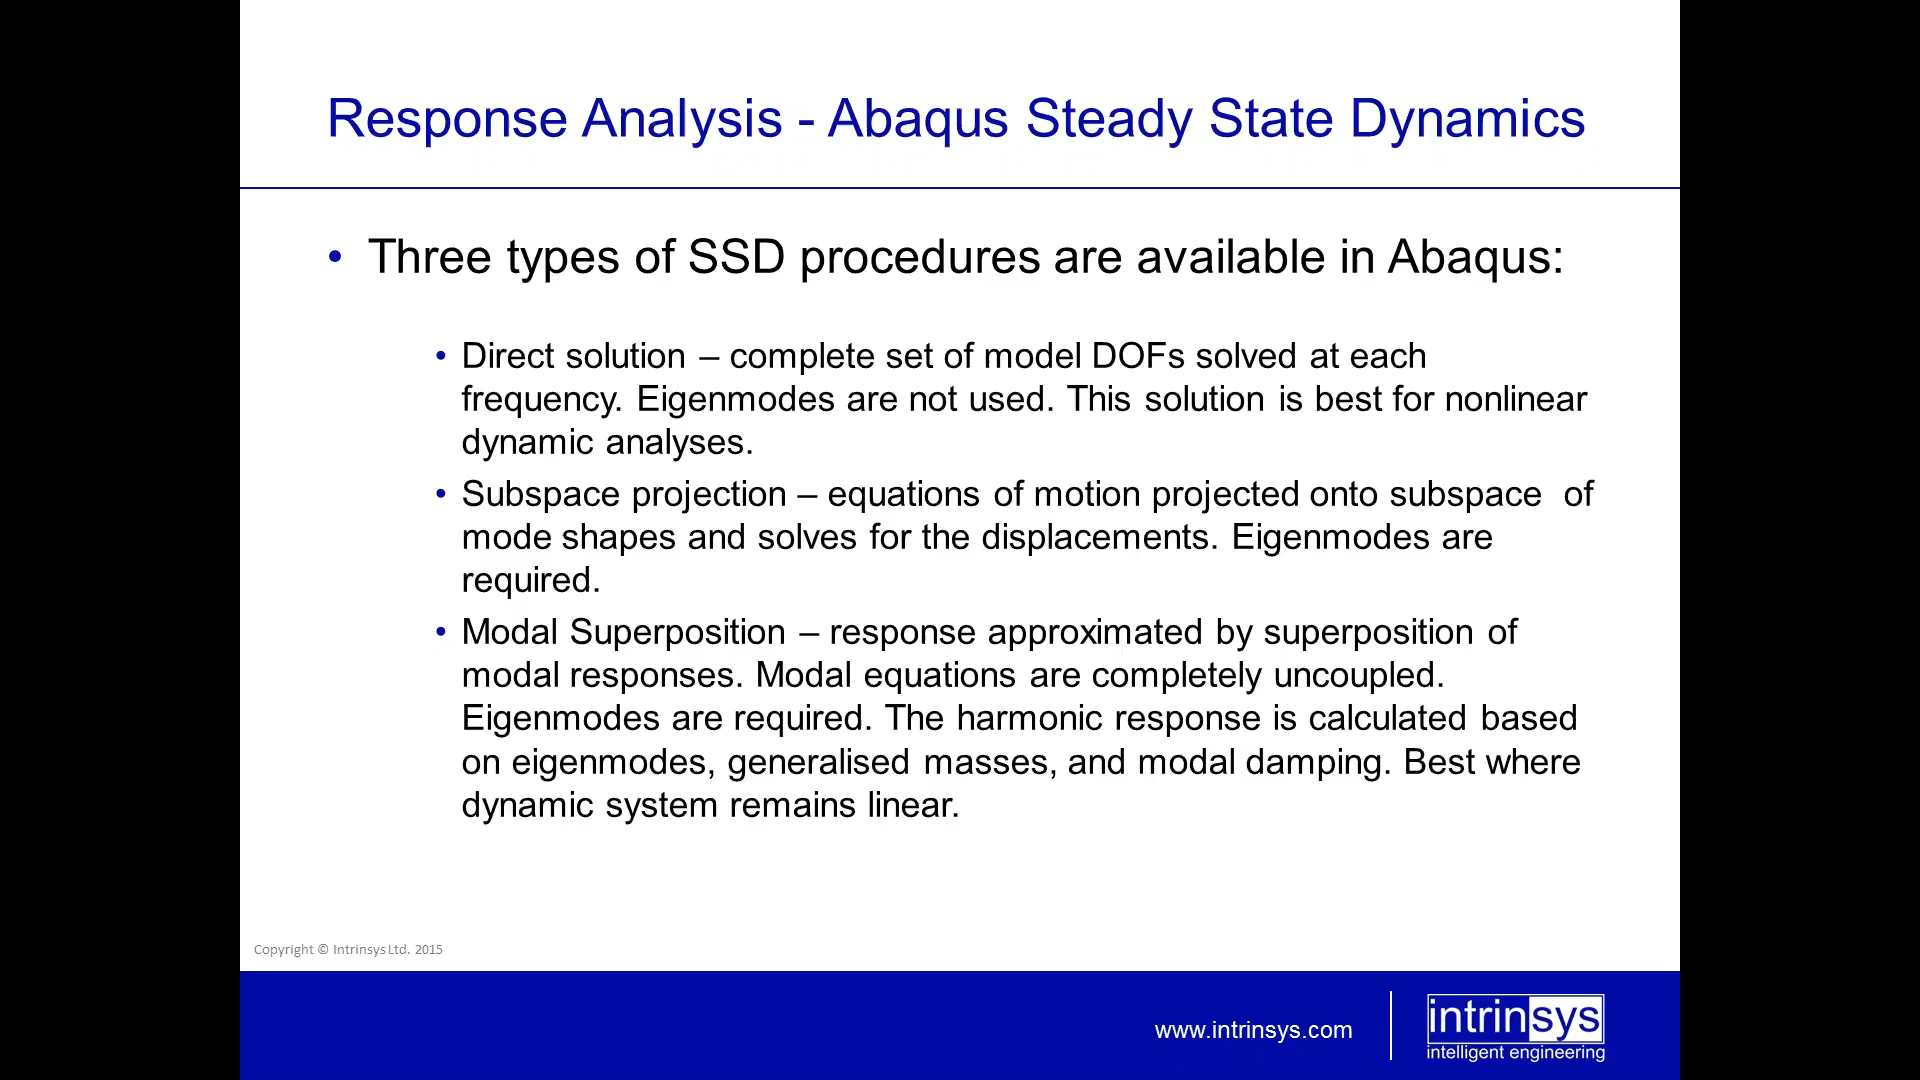 Response Analysis - Abaqus Steady State Dynamics
• Three types of SSD procedures are available in Abaqus:
• Direct solution – complete set of model DOFs solved at each
frequency. Eigenmodes are not used. This solution is best for nonlinear
dynamic analyses.
• Subspace projection – equations of motion projected onto subspace of
mode shapes and solves for the displacements. Eigenmodes are
required.
• Modal Superposition – response approximated by superposition of
modal responses. Modal equations are completely uncoupled.
Eigenmodes are required. The harmonic response is calculated based
on eigenmodes, generalised masses, and modal damping. Best where
dynamic system remains linear.
Copyright © Intrinsys Ltd. 2015
www.intrinsys.com
intrinsys
intelligent engineering